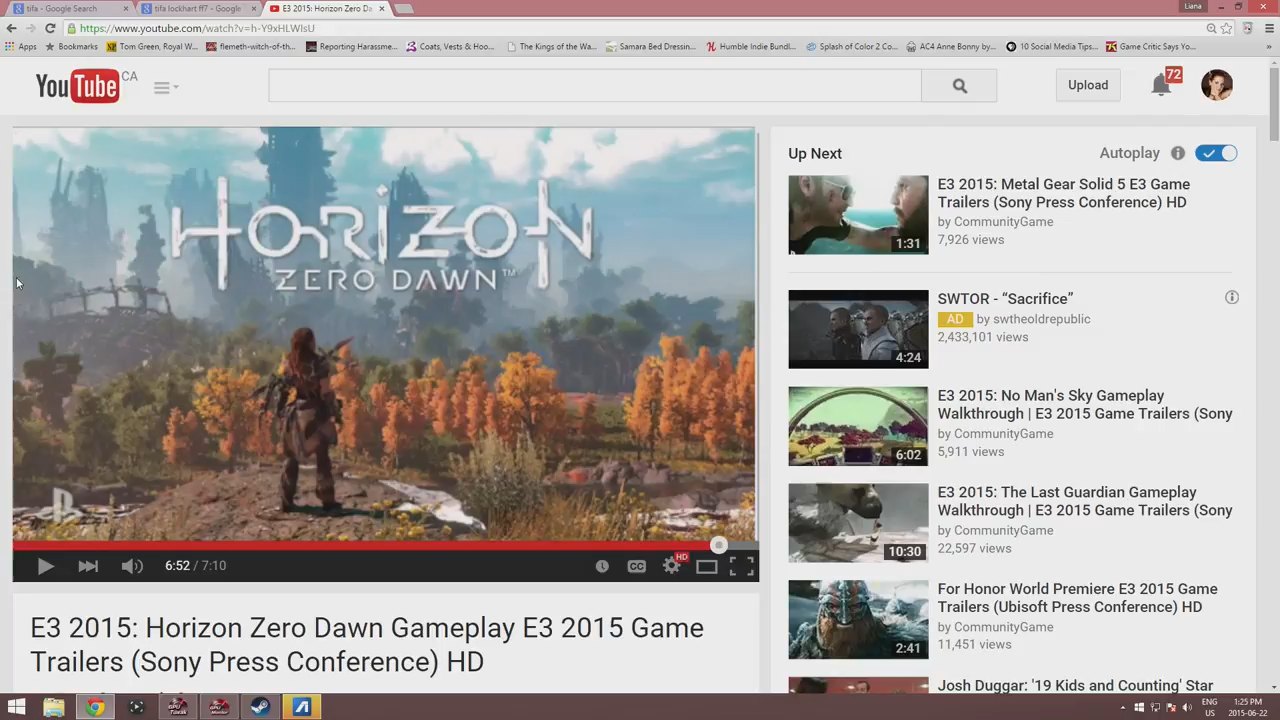 tifa - Google Search
tifa lockhart ff7 - Google
E3 2015: Horizon Zero Da
Liana
https://www.youtube.com/watch?v=h-Y9xHLWIsU
Apps
Bookmarks
Tom Green, Royal W...
flemeth-witch-of-th...
Reporting Harassme...
Coats, Vests & Hoo...
The Kings of the Wa...
Samara Bed Dressin...
Humble Indie Bundl...
Splash of Color 2 Co...
AC4 Anne Bonny by...
10 Social Media Tips...
Game Critic Says Yo...
YouTube CA
Upload
72
HORIZON
ZERO DAWN™
6:52 / 7:10
CC
HD
E3 2015: Horizon Zero Dawn Gameplay E3 2015 Game
Trailers (Sony Press Conference) HD
Up Next
Autoplay
E3 2015: Metal Gear Solid 5 E3 Game
Trailers (Sony Press Conference) HD
by CommunityGame
7,926 views
1:31
SWTOR - “Sacrifice”
AD by swtheoldrepublic
2,433,101 views
4:24
E3 2015: No Man's Sky Gameplay
Walkthrough | E3 2015 Game Trailers (Sony
by CommunityGame
5,911 views
6:02
E3 2015: The Last Guardian Gameplay
Walkthrough | E3 2015 Game Trailers (Sony
by CommunityGame
22,597 views
10:30
For Honor World Premiere E3 2015 Game
Trailers (Ubisoft Press Conference) HD
by CommunityGame
11,451 views
2:41
Josh Duggar: '19 Kids and Counting' Star
ENG
US
1:25 PM
2015-06-22